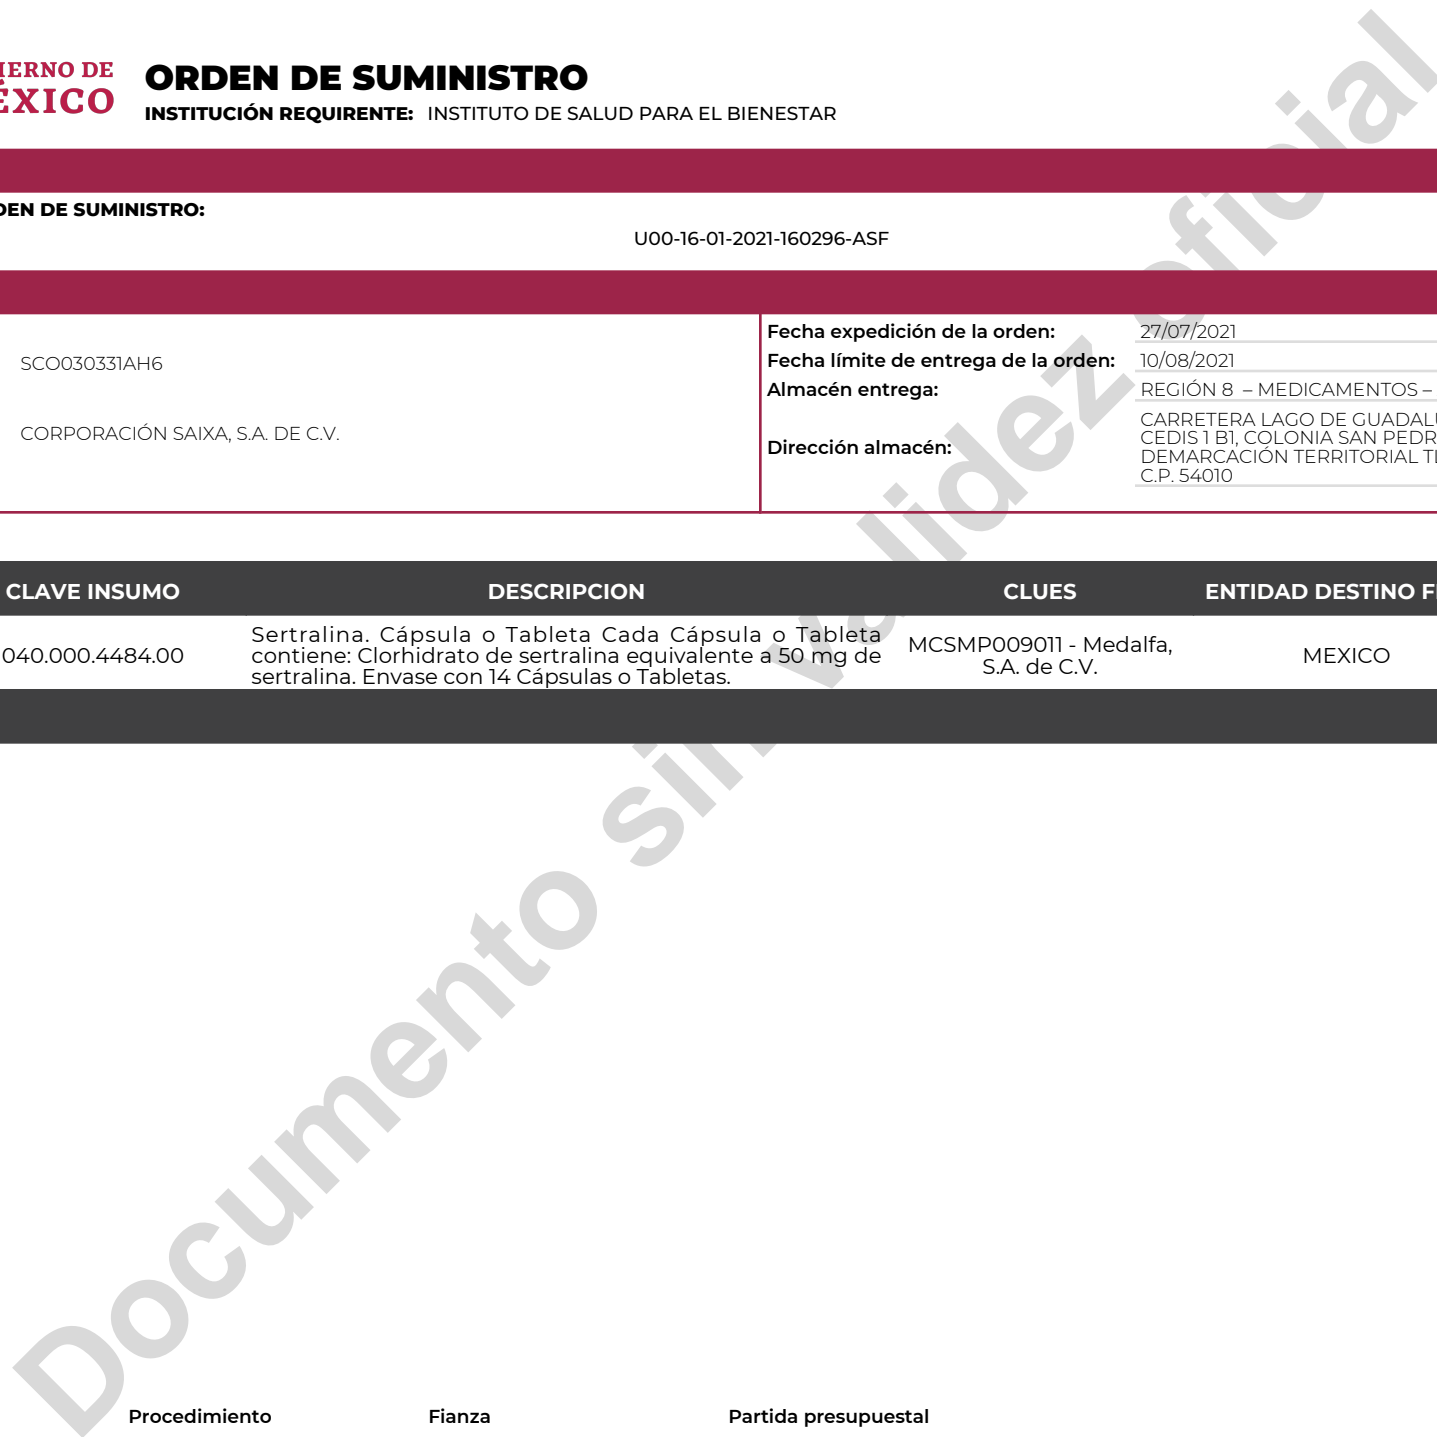 IERNO DE
ÉXICO
ORDEN DE SUMINISTRO
INSTITUCIÓN REQUIRENTE: INSTITUTO DE SALUD PARA EL BIENESTAR
DEN DE SUMINISTRO:
U00-16-01-2021-160296-ASF
SCO030331AH6
CORPORACIÓN SAIXA, S.A. DE C.V.
Fecha expedición de la orden: 27/07/2021
Fecha límite de entrega de la orden: 10/08/2021
Almacén entrega: REGIÓN 8 – MEDICAMENTOS –
Dirección almacén:
CARRETERA LAGO DE GUADALU
CEDIS 1 B1, COLONIA SAN PEDR
DEMARCACIÓN TERRITORIAL TL
C.P. 54010
CLAVE INSUMO DESCRIPCION CLUES ENTIDAD DESTINO F
040.000.4484.00
Sertralina. Cápsula o Tableta Cada Cápsula o Tableta
contiene: Clorhidrato de sertralina equivalente a 50 mg de
sertralina. Envase con 14 Cápsulas o Tabletas.
MCSMP009011 - Medalfa,
S.A. de C.V.
MEXICO
Procedimiento Fianza Partida presupuestal
Documento sin validez oficial